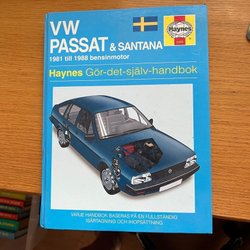 VW
PASSAT & SANTANA
1981 till 1988 bensinmotor
Haynes
Haynes Gör-det-själv-handbok
VARJE HANDBOK BASERAS PÅ EN FULLSTÄNDIG
ISÄRTAGNING OCH IHOPSÄTTNING